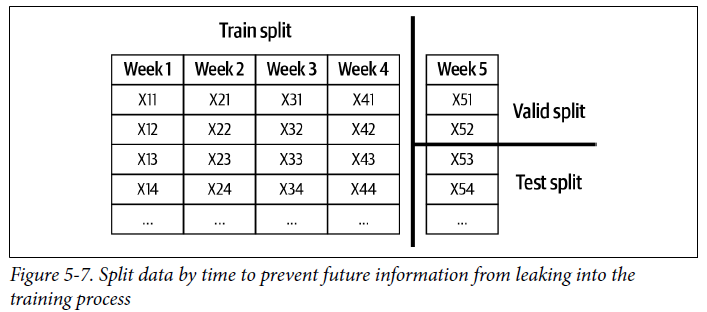 Train split
Week 1 Week 2 Week 3 Week 4 Week 5
X11 X21 X31 X41 X51
X12 X22 X32 X42 X52
Valid split
X13 X23 X33 X43 X53
X14 X24 X34 X44 X54
Test split
... ... ... ... ...
Figure 5-7. Split data by time to prevent future information from leaking into the
training process